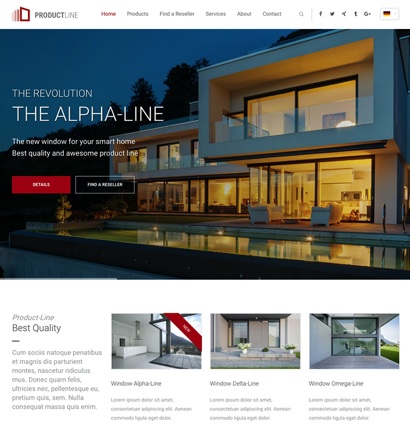 PRODUCTLINE
Home Products Find a Reseller Services About Contact
THE REVOLUTION
THE ALPHA-LINE
The new window for your smart home
Best quality and awesome product line
DETAILS FIND A RESELLER
Product-Line
Best Quality
Cum sociis natoque penatibus
et magnis dis parturient
montes, nascetur ridiculus
mus. Donec quam felis,
ultricies nec, pellentesque eu,
pretium quis, sem. Nulla
consequat massa quis enim.
NEW
Window Alpha-Line
Lorem ipsum dolor sit amet,
consectetuer adipiscing elit. Aenean
commodo ligula eget dolor.
Window Delta-Line
Lorem ipsum dolor sit amet,
consectetuer adipiscing elit. Aenean
commodo ligula eget dolor.
Window Omega-Line
Lorem ipsum dolor sit amet,
consectetuer adipiscing elit. Aenean
commodo ligula eget dolor.